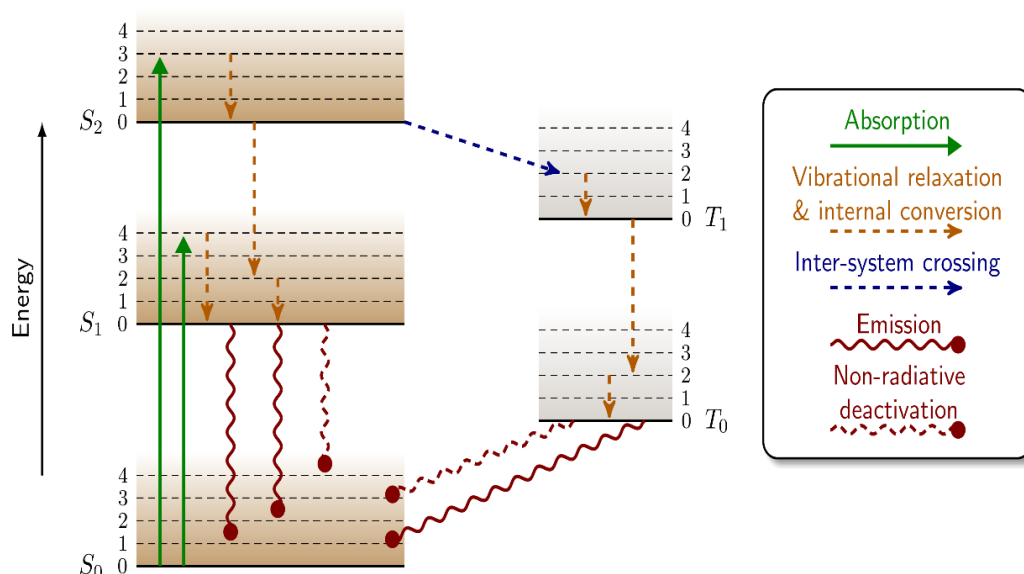 4
3
2
1
S₂ 0
4
3
2
1
0 T₁
Energy
4
3
2
1
S₁ 0
4
3
2
1
0 T₀
4
3
2
1
S₀ 0
Absorption
Vibrational relaxation
& internal conversion
Inter-system crossing
Emission
Non-radiative
deactivation